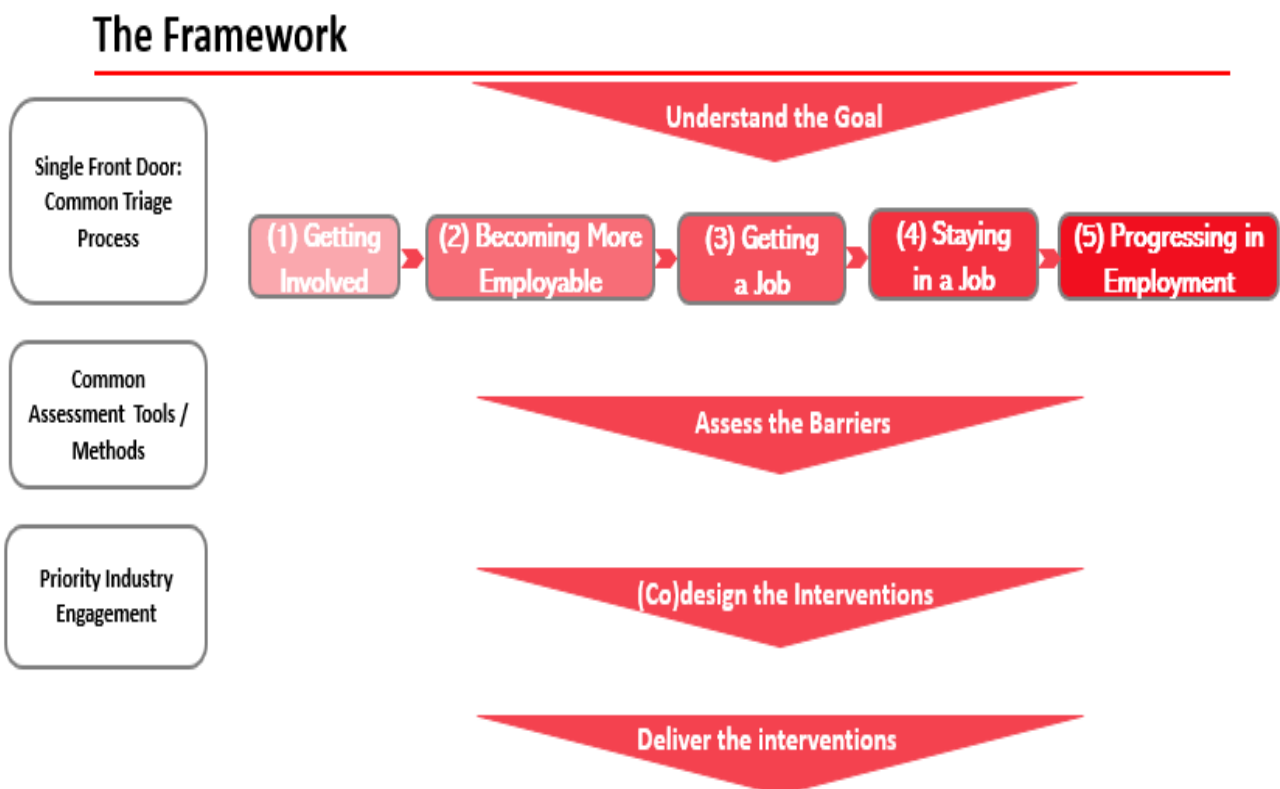 The Framework
Understand the Goal
Single Front Door:
Common Triage
Process
(1) Getting
Involved
(2) Becoming More
Employable
(3) Getting
a Job
(4) Staying
in a Job
(5) Progressing in
Employment
Common
Assessment Tools /
Methods
Assess the Barriers
Priority Industry
Engagement
(Co)design the Interventions
Deliver the interventions